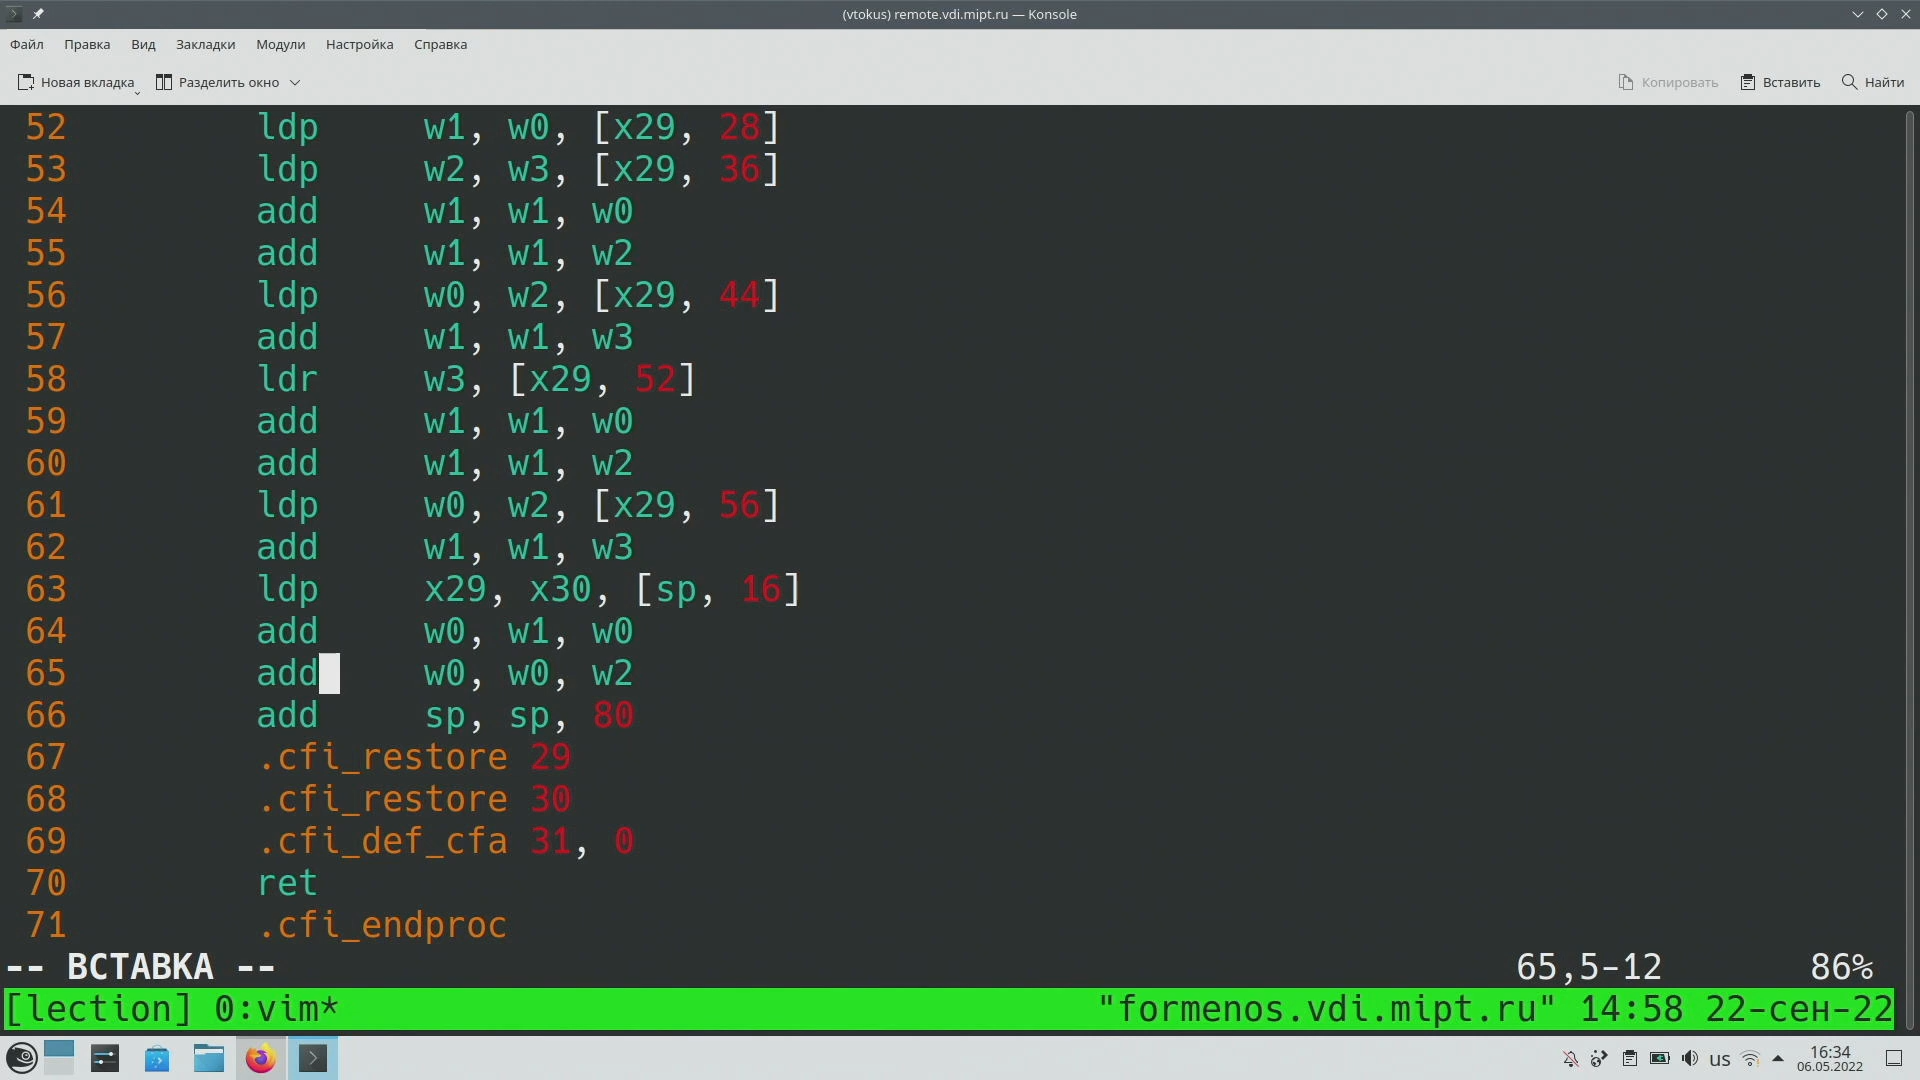 (vtokus) remote.vdi.mipt.ru — Konsole
Файл Правка Вид Закладки Модули Настройка Справка
Новая вкладка Разделить окно Копировать Вставить Найти
52 ldp w1, w0, [x29, 28]
53 ldp w2, w3, [x29, 36]
54 add w1, w1, w0
55 add w1, w1, w2
56 ldp w0, w2, [x29, 44]
57 add w1, w1, w3
58 ldr w3, [x29, 52]
59 add w1, w1, w0
60 add w1, w1, w2
61 ldp w0, w2, [x29, 56]
62 add w1, w1, w3
63 ldp x29, x30, [sp, 16]
64 add w0, w1, w0
65 add w0, w0, w2
66 add sp, sp, 80
67 .cfi_restore 29
68 .cfi_restore 30
69 .cfi_def_cfa 31, 0
70 ret
71 .cfi_endproc
-- ВСТАВКА -- 65,5-12 86%
[lection] 0:vim* "formenos.vdi.mipt.ru" 14:58 22-сен-22
us 16:34
06.05.2022